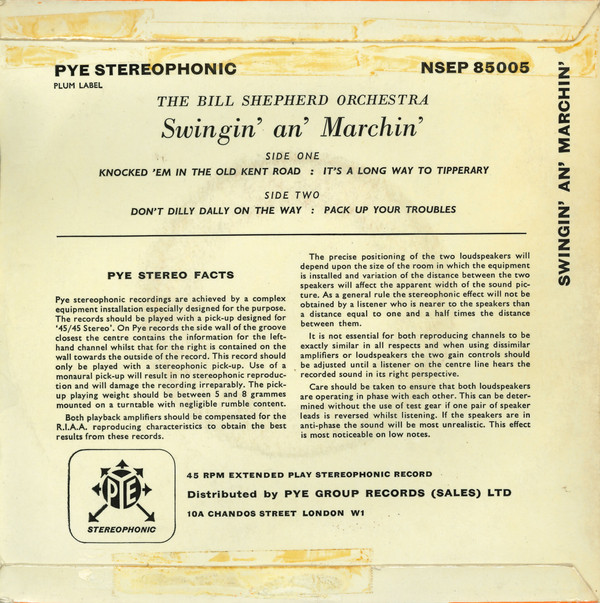 PYE STEREOPHONIC
NSEP 85005
PLUM LABEL
THE BILL SHEPHERD ORCHESTRA
Swingin' an' Marchin'
SIDE ONE
KNOCKED 'EM IN THE OLD KENT ROAD : IT'S A LONG WAY TO TIPPERARY
SIDE TWO
DON'T DILLY DALLY ON THE WAY : PACK UP YOUR TROUBLES
SWINGIN' AN' MARCHIN'
PYE STEREO FACTS
Pye stereophonic recordings are achieved by a complex
equipment installation especially designed for the purpose.
The records should be played with a pick-up designed for
'45/45 Stereo'. On Pye records the side wall of the groove
closest the centre contains the information for the left-
hand channel whilst that for the right is contained on the
wall towards the outside of the record. This record should
only be played with a stereophonic pick-up. Use of a
monaural pick-up will result in no stereophonic reproduc-
tion and will damage the recording irreparably. The pick-
up playing weight should be between 5 and 8 grammes
mounted on a turntable with negligible rumble content.
Both playback amplifiers should be compensated for the
R.I.A.A. reproducing characteristics to obtain the best
results from these records.
The precise positioning of the two loudspeakers will
depend upon the size of the room in which the equipment
is installed and variation of the distance between the two
speakers will affect the apparent width of the sound pic-
ture. As a general rule the stereophonic effect will not be
obtained by a listener who is nearer to the speakers than
a distance equal to one and a half times the distance
between them.
It is not essential for both reproducing channels to be
exactly similar in all respects and when using dissimilar
amplifiers or loudspeakers the two gain controls should
be adjusted until a listener on the centre line hears the
recorded sound in its right perspective.
Care should be taken to ensure that both loudspeakers
are operating in phase with each other. This can be deter-
mined without the use of test gear if one pair of speaker
leads is reversed whilst listening. If the speakers are in
anti-phase the sound will be most unrealistic. This effect
is most noticeable on low notes.
PYE
STEREOPHONIC
45 RPM EXTENDED PLAY STEREOPHONIC RECORD
Distributed by PYE GROUP RECORDS (SALES) LTD
10A CHANDOS STREET LONDON W1